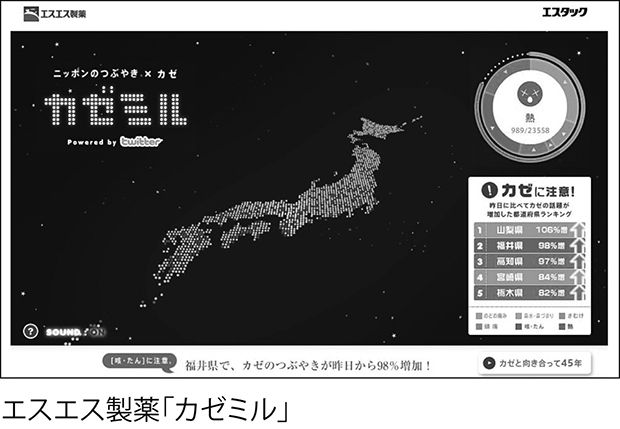 エスエス製薬
エスタック
ニッポンのつぶやき × カゼ
カゼミル
Powered by twitter
熱
989/23558
! カゼに注意!
昨日に比べてカゼの話題が
増加した都道府県ランキング
1 山梨県 106%増
2 福井県 98%増
3 高知県 97%増
4 宮崎県 84%増
5 栃木県 82%増
のどの痛み 鼻水・鼻づまり さむけ
頭痛 咳・たん 熱
? SOUND ON
[咳・たん]に注意。
福井県で、カゼのつぶやきが昨日から98%増加!
カゼと向き合って45年
エスエス製薬「カゼミル」